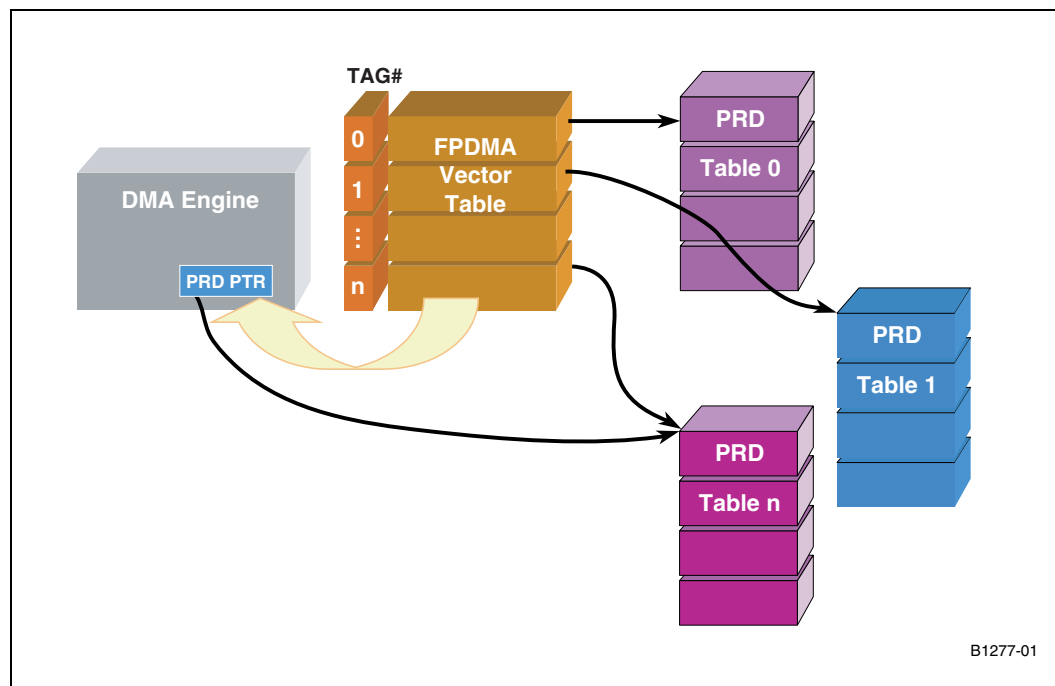 TAG#
0
1
⋮
n
FPDMA
Vector
Table
DMA Engine
PRD PTR
PRD
Table 0
PRD
Table 1
PRD
Table n
B1277-01